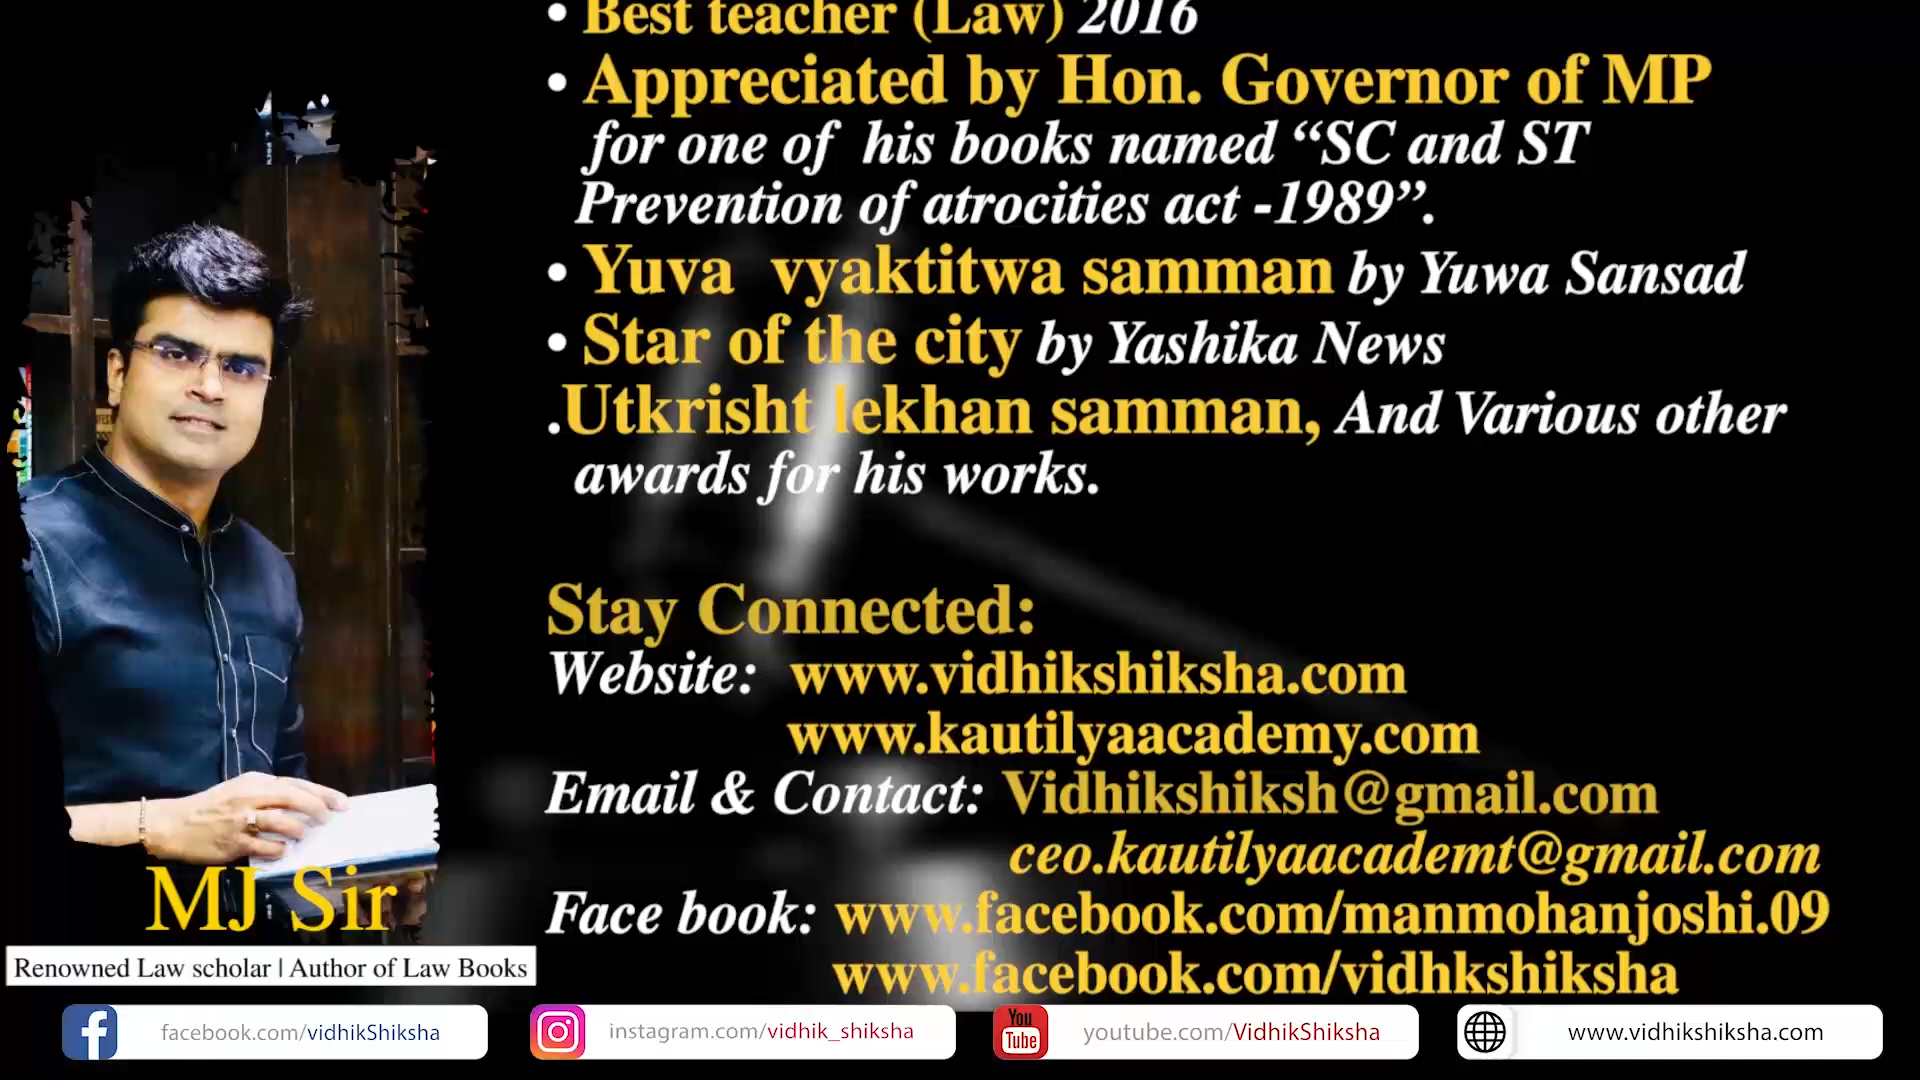 • Best teacher (Law) 2016
• Appreciated by Hon. Governor of MP
for one of his books named “SC and ST
Prevention of atrocities act -1989”.
• Yuva vyaktitwa samman by Yuwa Sansad
• Star of the city by Yashika News
.Utkrisht lekhan samman, And Various other
awards for his works.
Stay Connected:
Website: www.vidhikshiksha.com
www.kautilyaacademy.com
Email & Contact: Vidhikshiksh@gmail.com
ceo.kautilyaacademt@gmail.com
Face book: www.facebook.com/manmohanjoshi.09
www.facebook.com/vidhkshiksha
MJ Sir
Renowned Law scholar | Author of Law Books
facebook.com/vidhikShiksha
instagram.com/vidhik_shiksha
You
Tube
youtube.com/VidhikShiksha
www.vidhikshiksha.com